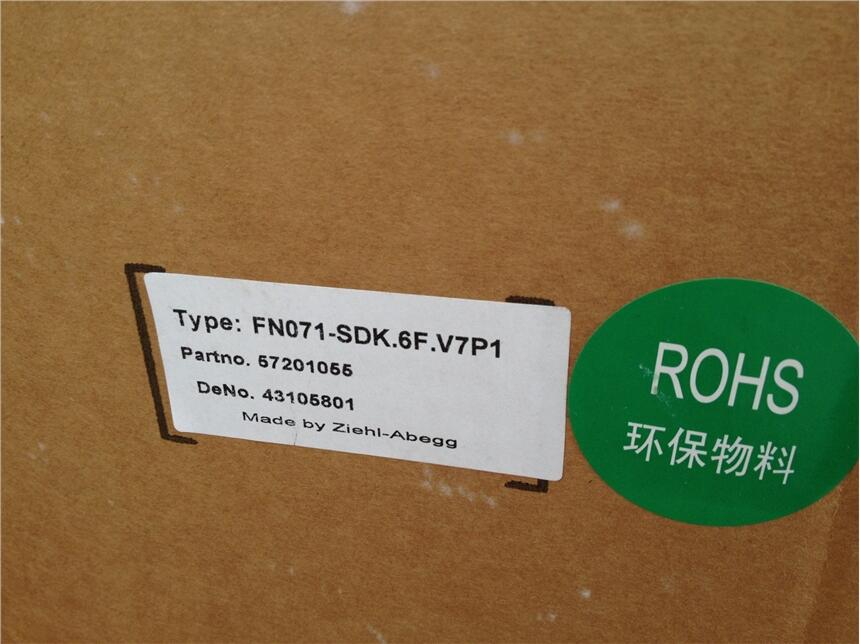 Type: FN071-SDK.6F.V7P1
Partno. 57201055
DeNo. 43105801
Made by Ziehl-Abegg
ROHS
环保物料